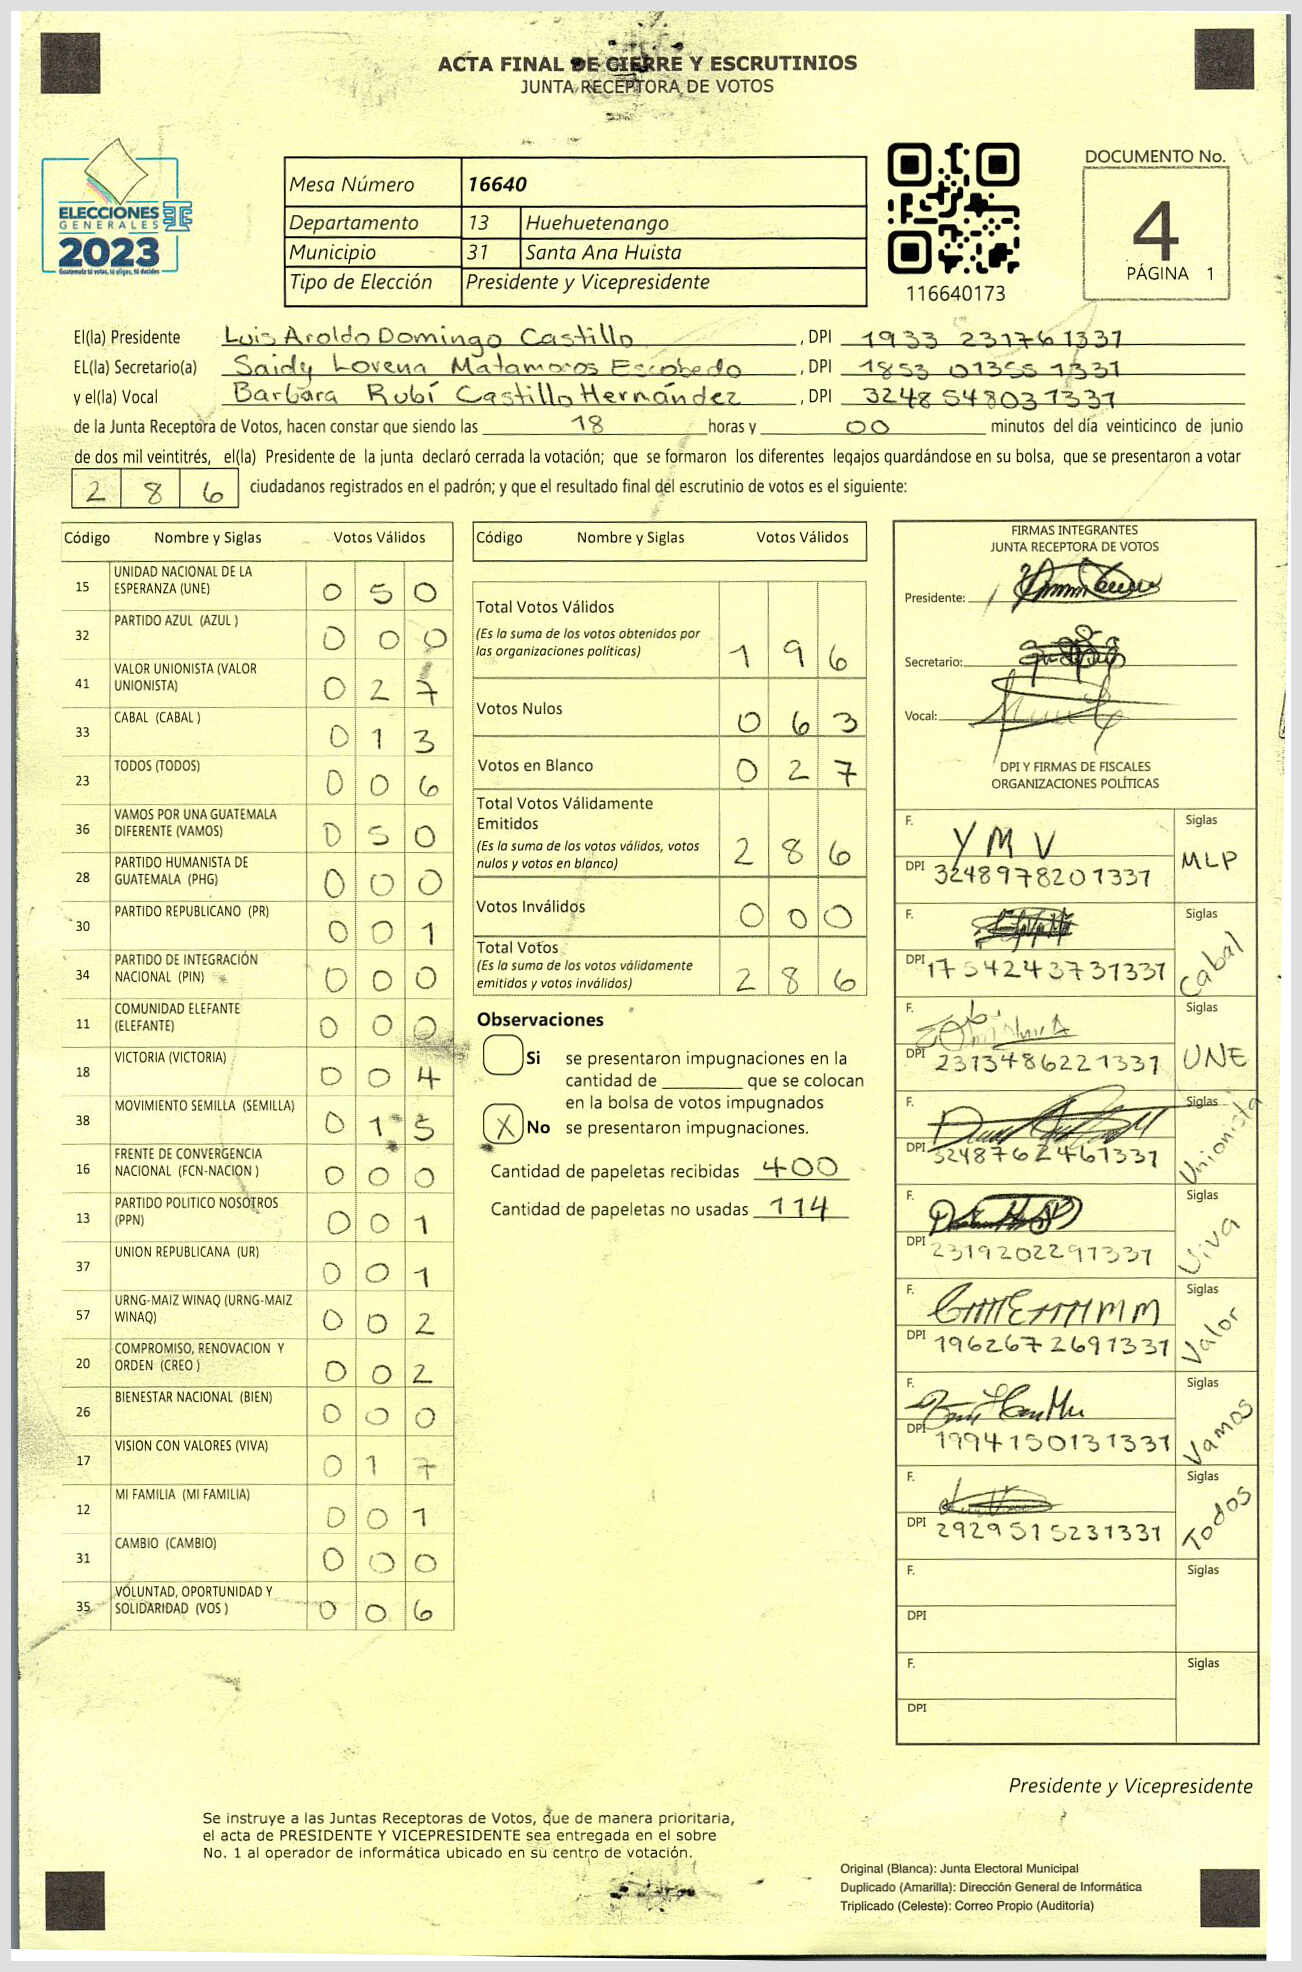 ACTA FINAL DE CIERRE Y ESCRUTINIOS
JUNTA RECEPTORA DE VOTOS
ELECCIONES
GENERALES
2023
Guatemala tú votas, tú eliges, tú decides
Mesa Número 16640
Departamento 13 Huehuetenango
Municipio 31 Santa Ana Huista
Tipo de Elección Presidente y Vicepresidente
116640173
DOCUMENTO No.
4
PÁGINA 1
El(la) Presidente Luis Aroldo Domingo Castillo, DPI 1933 23176 1331
EL(la) Secretario(a) Saidy Lorena Matamoros Escobedo, DPI 1853 01355 1331
y el(la) Vocal Barbara Rubí Castillo Hernández, DPI 3248 54803 1331
de la Junta Receptora de Votos, hacen constar que siendo las 18 horas y 00 minutos del día veinticinco de junio
de dos mil veintitrés, el(la) Presidente de la junta declaró cerrada la votación; que se formaron los diferentes legajos guardándose en su bolsa, que se presentaron a votar
2 8 6 ciudadanos registrados en el padrón; y que el resultado final del escrutinio de votos es el siguiente:
Código Nombre y Siglas Votos Válidos
15 UNIDAD NACIONAL DE LA ESPERANZA (UNE) 0 5 0
32 PARTIDO AZUL (AZUL ) 0 0 0
41 VALOR UNIONISTA (VALOR UNIONISTA) 0 2 7
33 CABAL (CABAL ) 0 1 3
23 TODOS (TODOS) 0 0 6
36 VAMOS POR UNA GUATEMALA DIFERENTE (VAMOS) 0 5 0
28 PARTIDO HUMANISTA DE GUATEMALA (PHG) 0 0 0
30 PARTIDO REPUBLICANO (PR) 0 0 1
34 PARTIDO DE INTEGRACIÓN NACIONAL (PIN) 0 0 0
11 COMUNIDAD ELEFANTE (ELEFANTE) 0 0 0
18 VICTORIA (VICTORIA) 0 0 4
38 MOVIMIENTO SEMILLA (SEMILLA) 0 1 5
16 FRENTE DE CONVERGENCIA NACIONAL (FCN-NACION ) 0 0 0
13 PARTIDO POLITICO NOSOTROS (PPN) 0 0 1
37 UNION REPUBLICANA (UR) 0 0 1
57 URNG-MAIZ WINAQ (URNG-MAIZ WINAQ) 0 0 2
20 COMPROMISO, RENOVACION Y ORDEN (CREO ) 0 0 2
26 BIENESTAR NACIONAL (BIEN) 0 0 0
17 VISION CON VALORES (VIVA) 0 1 7
12 MI FAMILIA (MI FAMILIA) 0 0 1
31 CAMBIO (CAMBIO) 0 0 0
35 VOLUNTAD, OPORTUNIDAD Y SOLIDARIDAD (VOS ) 0 0 6
Código Nombre y Siglas Votos Válidos
Total Votos Válidos
(Es la suma de los votos obtenidos por
las organizaciones políticas) 1 9 6
Votos Nulos 0 6 3
Votos en Blanco 0 2 7
Total Votos Válidamente
Emitidos
(Es la suma de los votos válidos, votos
nulos y votos en blanco) 2 8 6
Votos Inválidos 0 0 0
Total Votos
(Es la suma de los votos válidamente
emitidos y votos inválidos) 2 8 6
Observaciones
Si se presentaron impugnaciones en la
cantidad de ________ que se colocan
en la bolsa de votos impugnados
X No se presentaron impugnaciones.
Cantidad de papeletas recibidas 400
Cantidad de papeletas no usadas 114
FIRMAS INTEGRANTES
JUNTA RECEPTORA DE VOTOS
Presidente:
Secretario:
Vocal:
DPI Y FIRMAS DE FISCALES
ORGANIZACIONES POLÍTICAS
F. YMV Siglas
DPI 3248978201331 MLP
F. Siglas
DPI 1754243731331 Cabal
F. Siglas
DPI 2313486221331 UNE
F. Siglas
DPI 3248762461331 Unionista
F. Siglas
DPI 2319202291331 Viva
F. Siglas
DPI 1962672691331 Valor
F. Siglas
DPI 1994150131331 Vamos
F. Siglas
DPI 2929515231331 Todos
F. Siglas
DPI
F. Siglas
DPI
Presidente y Vicepresidente
Se instruye a las Juntas Receptoras de Votos, que de manera prioritaria,
el acta de PRESIDENTE Y VICEPRESIDENTE sea entregada en el sobre
No. 1 al operador de informática ubicado en su centro de votación.
Original (Blanca): Junta Electoral Municipal
Duplicado (Amarilla): Dirección General de Informática
Triplicado (Celeste): Correo Propio (Auditoría)